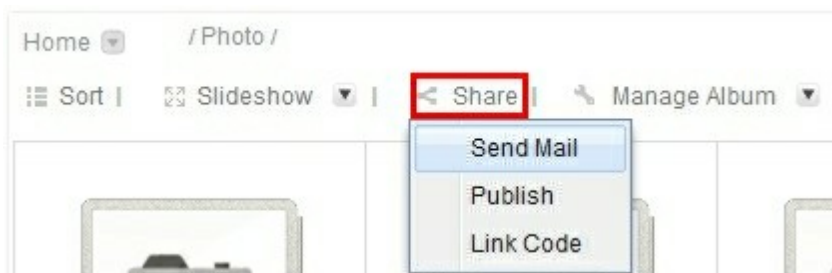 Home / Photo /
Sort | Slideshow | Share | Manage Album
Send Mail
Publish
Link Code